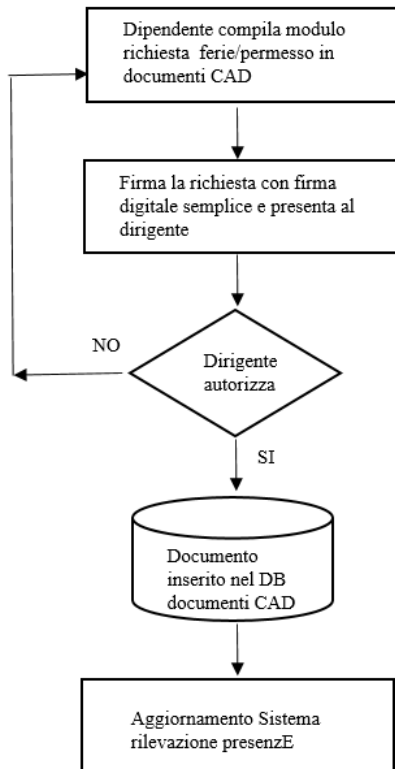 Dipendente compila modulo
richiesta ferie/permesso in
documenti CAD
Firma la richiesta con firma
digitale semplice e presenta al
dirigente
NO
Dirigente
autorizza
SI
Documento
inserito nel DB
documenti CAD
Aggiornamento Sistema
rilevazione presenzE